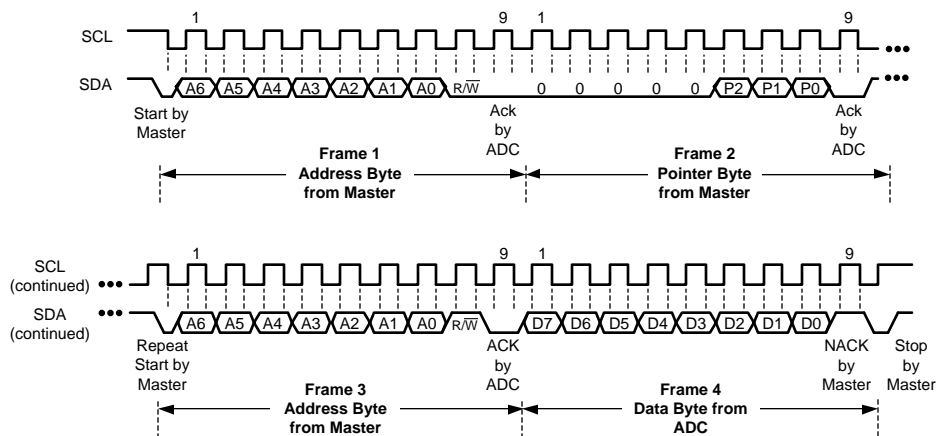 1 9 1 9
SCL
SDA A6 A5 A4 A3 A2 A1 A0 R/W̅ 0 0 0 0 0 P2 P1 P0
Start by Master
Ack by ADC
Ack by ADC
Frame 1
Address Byte
from Master
Frame 2
Pointer Byte
from Master
1 9 1 9
SCL
(continued)
SDA
(continued)
A6 A5 A4 A3 A2 A1 A0 R/W̅ D7 D6 D5 D4 D3 D2 D1 D0
Repeat
Start by
Master
ACK
by
ADC
NACK
by
Master
Stop
by
Master
Frame 3
Address Byte
from Master
Frame 4
Data Byte from
ADC